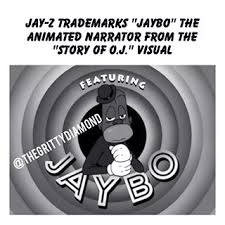 JAY-Z TRADEMARKS "JAYBO" THE
ANIMATED NARRATOR FROM THE
"STORY OF O.J." VISUAL
FEATURING
@THEGRITTYDIAMOND
JAYBO